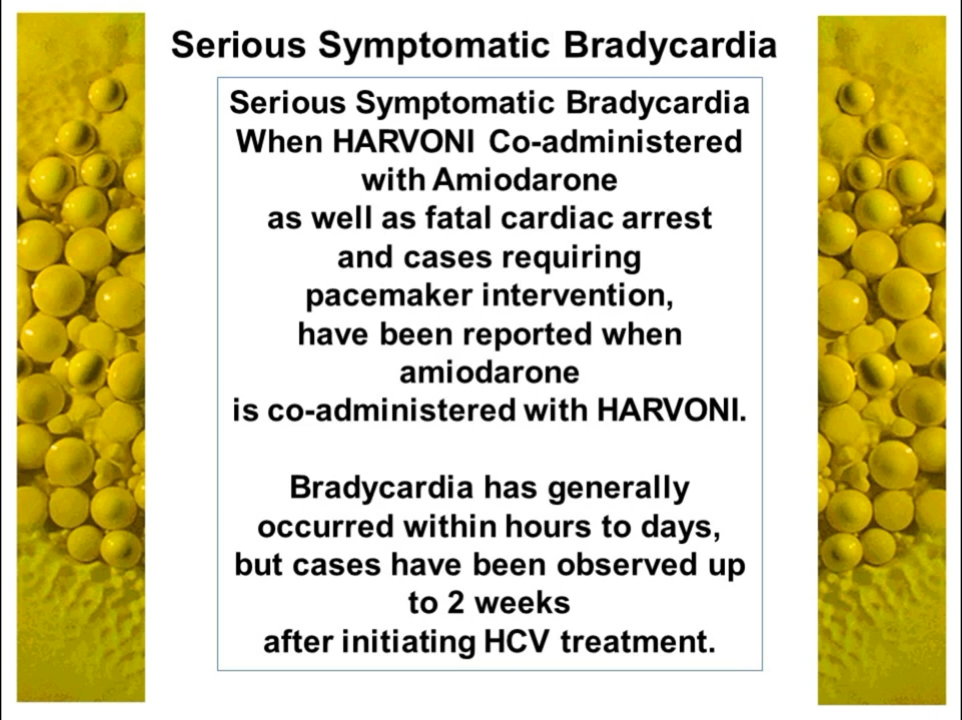 Serious Symptomatic Bradycardia
Serious Symptomatic Bradycardia
When HARVONI Co-administered
with Amiodarone
as well as fatal cardiac arrest
and cases requiring
pacemaker intervention,
have been reported when
amiodarone
is co-administered with HARVONI.
Bradycardia has generally
occurred within hours to days,
but cases have been observed up
to 2 weeks
after initiating HCV treatment.